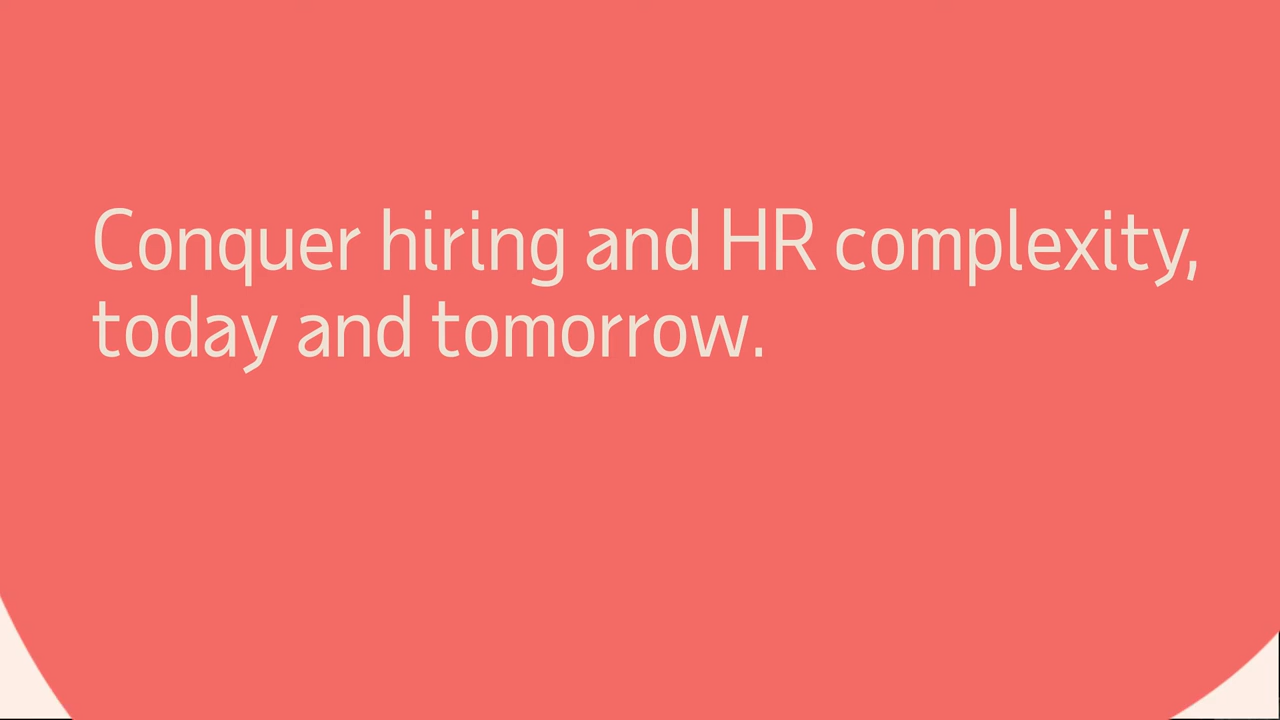 Conquer hiring and HR complexity,
today and tomorrow.